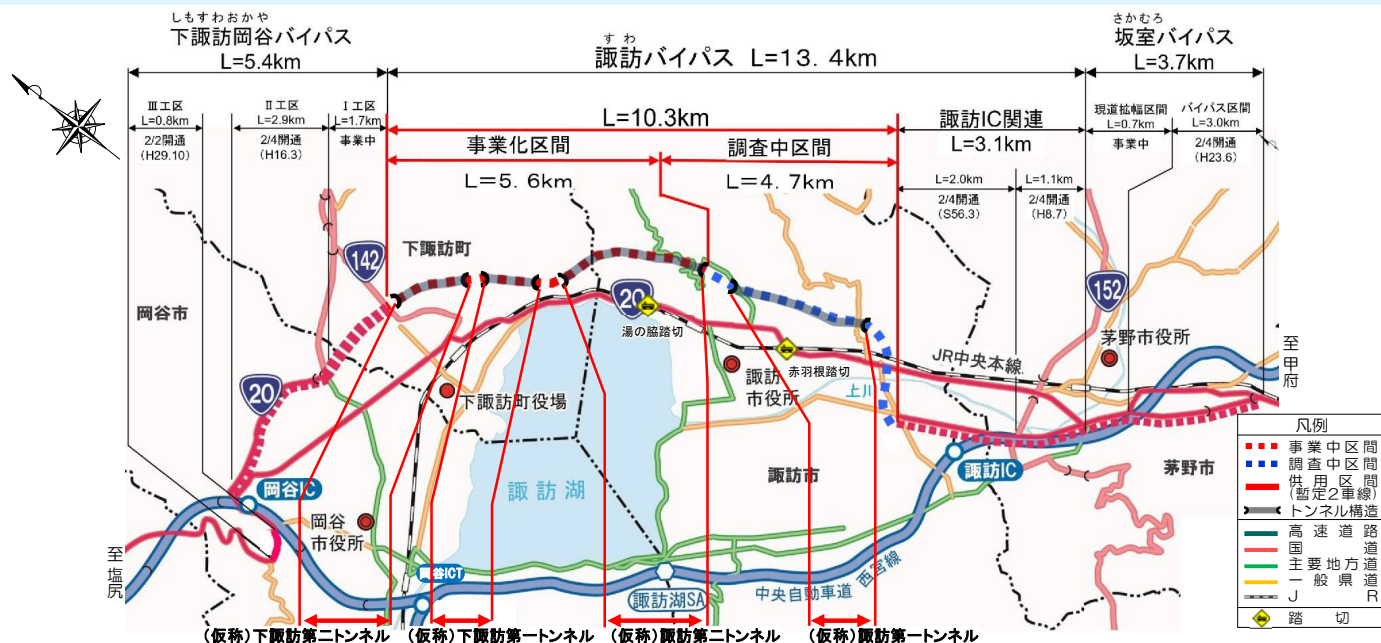 しもすわおかや
下諏訪岡谷バイパス
L=5.4km
すわ
諏訪バイパス L=13.4km
さかむろ
坂室バイパス
L=3.7km
Ⅲ工区
L=0.8km
2/2開通
(H29.10)
Ⅱ工区
L=2.9km
2/4開通
(H16.3)
Ⅰ工区
L=1.7km
事業中
L=10.3km
事業化区間
L=5.6km
調査中区間
L=4.7km
諏訪IC関連
L=3.1km
L=2.0km
2/4開通
(S56.3)
L=1.1km
2/4開通
(H8.7)
現道拡幅区間
L=0.7km
事業中
バイパス区間
L=3.0km
2/4開通
(H23.6)
142
下諏訪町
20
湯の脇踏切
152
岡谷市
20
赤羽根踏切
JR中央本線
茅野市役所
至甲府
下諏訪町役場
諏訪
市役所
上川
諏訪湖
諏訪市
諏訪IC
茅野市
岡谷IC
岡谷
市役所
至塩尻
岡谷JCT
諏訪湖SA
中央自動車道
西宮線
凡例
事業中区間
調査中区間
供用区間
(暫定2車線)
トンネル構造
高速道路
国道
主要地方道
一般県道
JR
踏切
(仮称)下諏訪第二トンネル
(仮称)下諏訪第一トンネル
(仮称)諏訪第二トンネル
(仮称)諏訪第一トンネル